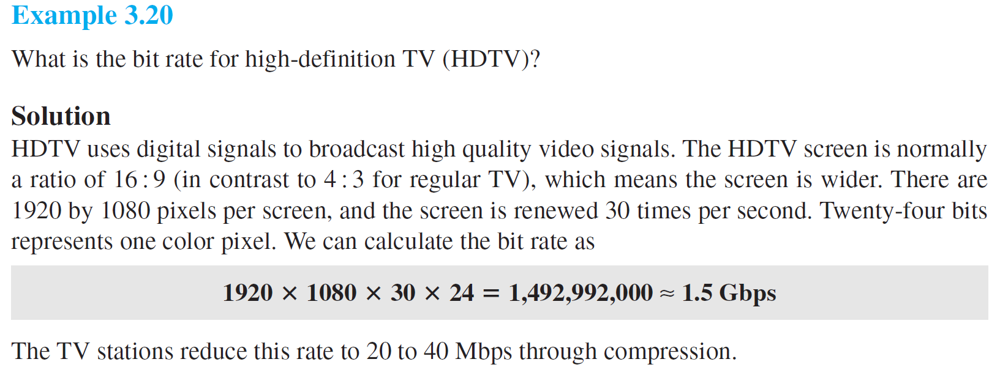 Example 3.20
What is the bit rate for high-definition TV (HDTV)?
Solution
HDTV uses digital signals to broadcast high quality video signals. The HDTV screen is normally
a ratio of 16 : 9 (in contrast to 4 : 3 for regular TV), which means the screen is wider. There are
1920 by 1080 pixels per screen, and the screen is renewed 30 times per second. Twenty-four bits
represents one color pixel. We can calculate the bit rate as
1920 × 1080 × 30 × 24 = 1,492,992,000 ≈ 1.5 Gbps
The TV stations reduce this rate to 20 to 40 Mbps through compression.